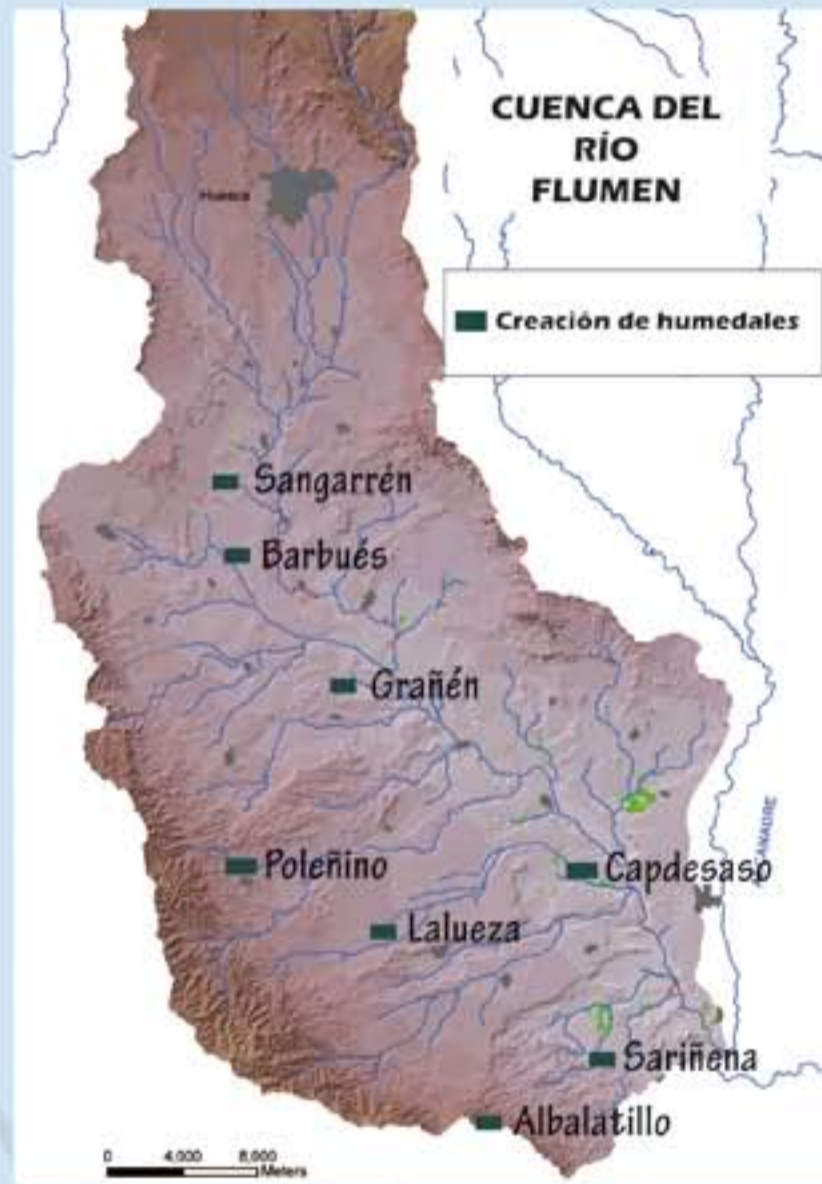 CUENCA DEL
RÍO
FLUMEN
Huesca
Creación de humedales
Sangarrén
Barbués
Grañén
Poleñino
Capdesaso
Lalueza
Sariñena
Albalatillo
0 4,000 8,000
Meters